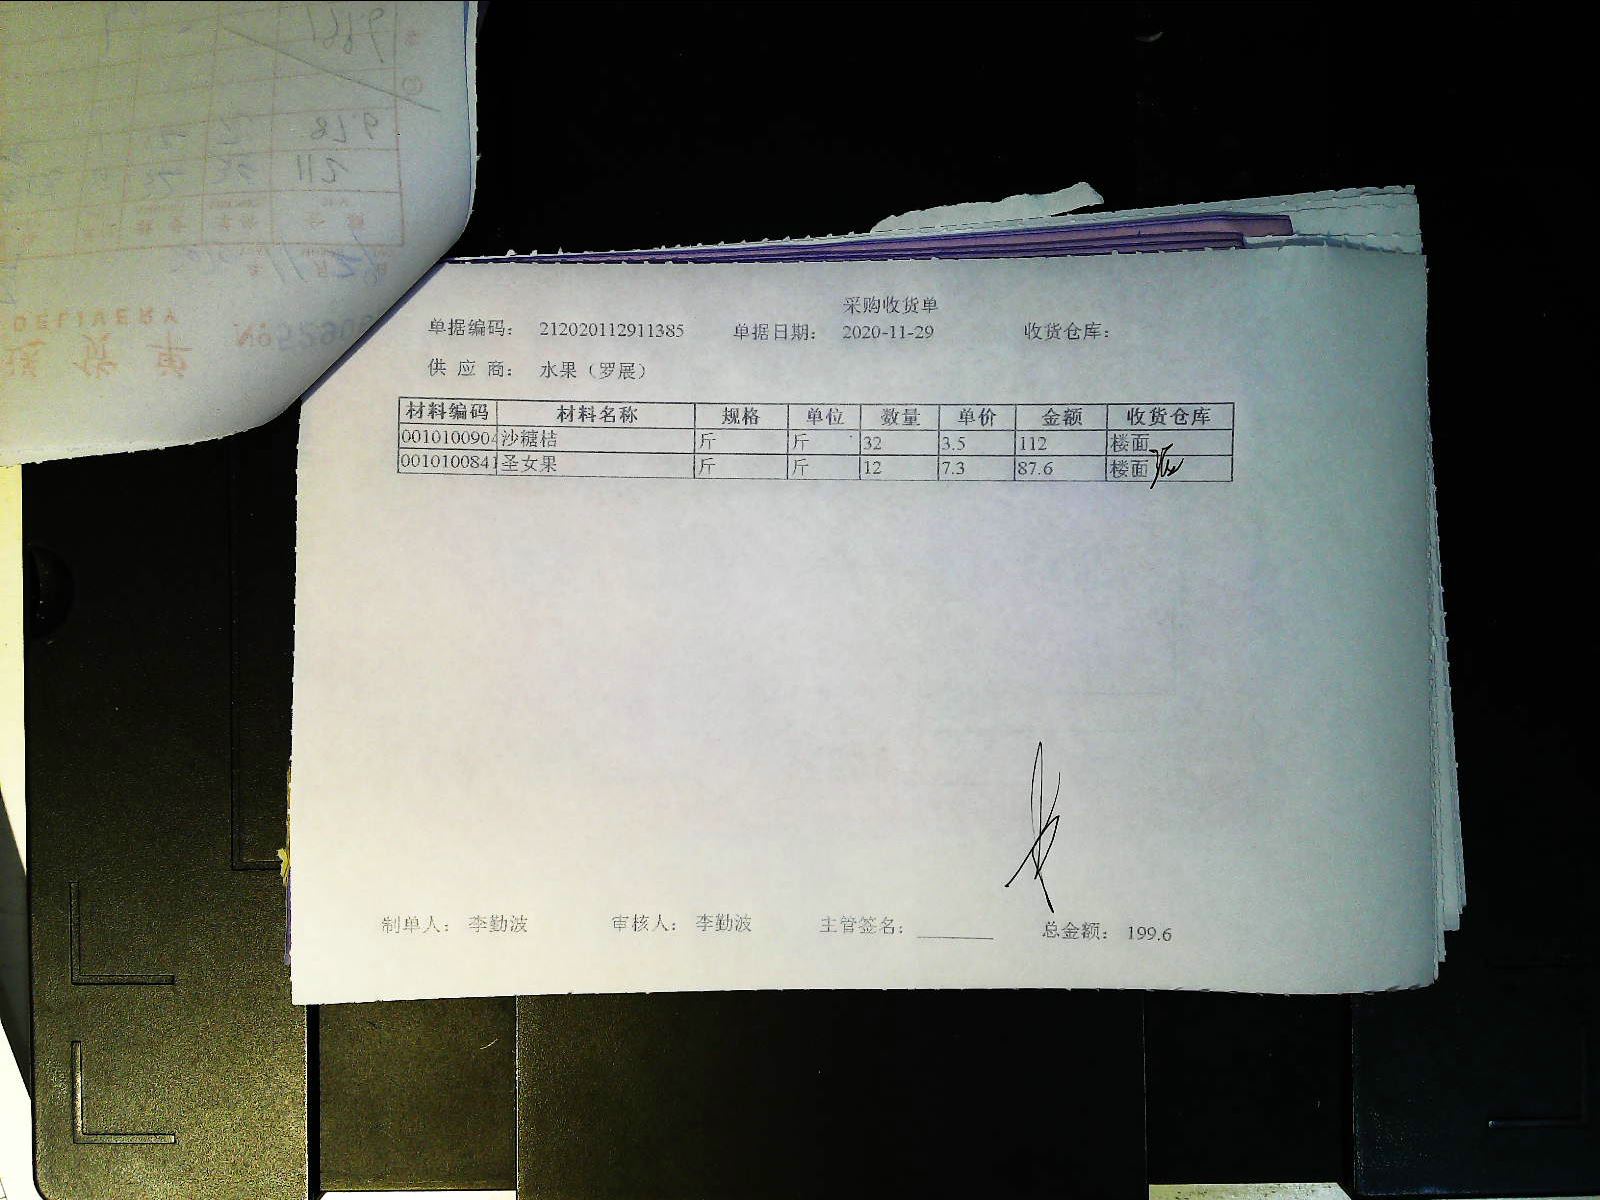 采购收货单
单据编码： 212020112911385 单据日期： 2020-11-29 收货仓库：
供 应 商： 水果（罗展）
材料编码 材料名称 规格 单位 数量 单价 金额 收货仓库
0010100904 沙糖桔 斤 斤 32 3.5 112 楼面
0010100841 圣女果 斤 斤 12 7.3 87.6 楼面
制单人： 李勤波 审核人： 李勤波 主管签名： 总金额： 199.6
DELIVERY
送 货 单